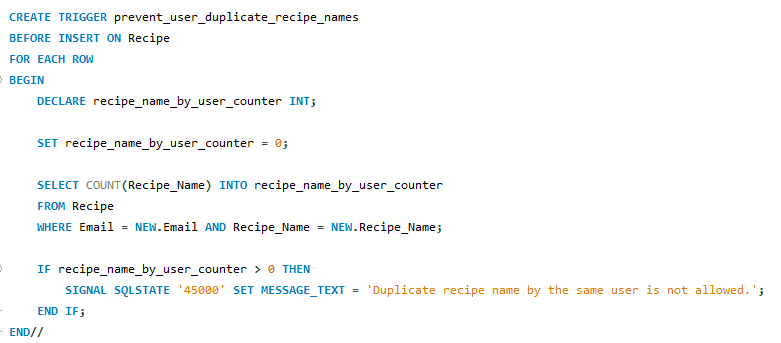 CREATE TRIGGER prevent_user_duplicate_recipe_names
BEFORE INSERT ON Recipe
FOR EACH ROW
BEGIN
DECLARE recipe_name_by_user_counter INT;
SET recipe_name_by_user_counter = 0;
SELECT COUNT(Recipe_Name) INTO recipe_name_by_user_counter
FROM Recipe
WHERE Email = NEW.Email AND Recipe_Name = NEW.Recipe_Name;
IF recipe_name_by_user_counter > 0 THEN
SIGNAL SQLSTATE '45000' SET MESSAGE_TEXT = 'Duplicate recipe name by the same user is not allowed.';
END IF;
END//